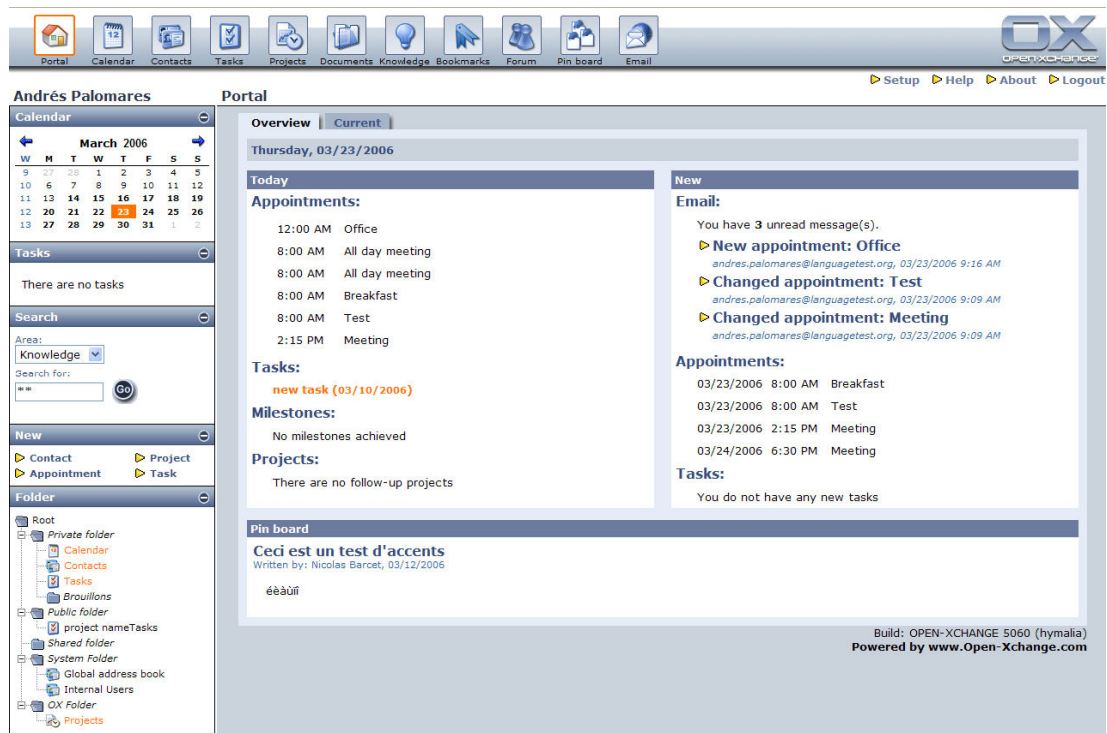 Portal Calendar Contacts Tasks Projects Documents Knowledge Bookmarks Forum Pin board Email
OX
OPEN-XCHANGE
Setup Help About Logout
Andrés Palomares
Portal
Calendar
March 2006
W M T W T F S S
9 27 28 1 2 3 4 5
10 6 7 8 9 10 11 12
11 13 14 15 16 17 18 19
12 20 21 22 23 24 25 26
13 27 28 29 30 31 1 2
Tasks
There are no tasks
Search
Area:
Knowledge
Search for:
**
Go
New
Contact Project
Appointment Task
Folder
Root
Private folder
Calendar
Contacts
Tasks
Brouillons
Public folder
project nameTasks
Shared folder
System Folder
Global address book
Internal Users
OX Folder
Projects
Overview Current
Thursday, 03/23/2006
Today
Appointments:
12:00 AM Office
8:00 AM All day meeting
8:00 AM All day meeting
8:00 AM Breakfast
8:00 AM Test
2:15 PM Meeting
Tasks:
new task (03/10/2006)
Milestones:
No milestones achieved
Projects:
There are no follow-up projects
New
Email:
You have 3 unread message(s).
New appointment: Office
andres.palomares@languagetest.org, 03/23/2006 9:16 AM
Changed appointment: Test
andres.palomares@languagetest.org, 03/23/2006 9:09 AM
Changed appointment: Meeting
andres.palomares@languagetest.org, 03/23/2006 9:09 AM
Appointments:
03/23/2006 8:00 AM Breakfast
03/23/2006 8:00 AM Test
03/23/2006 2:15 PM Meeting
03/24/2006 6:30 PM Meeting
Tasks:
You do not have any new tasks
Pin board
Ceci est un test d'accents
Written by: Nicolas Barcet, 03/12/2006
éèàùïî
Build: OPEN-XCHANGE 5060 (hymalia)
Powered by www.Open-Xchange.com